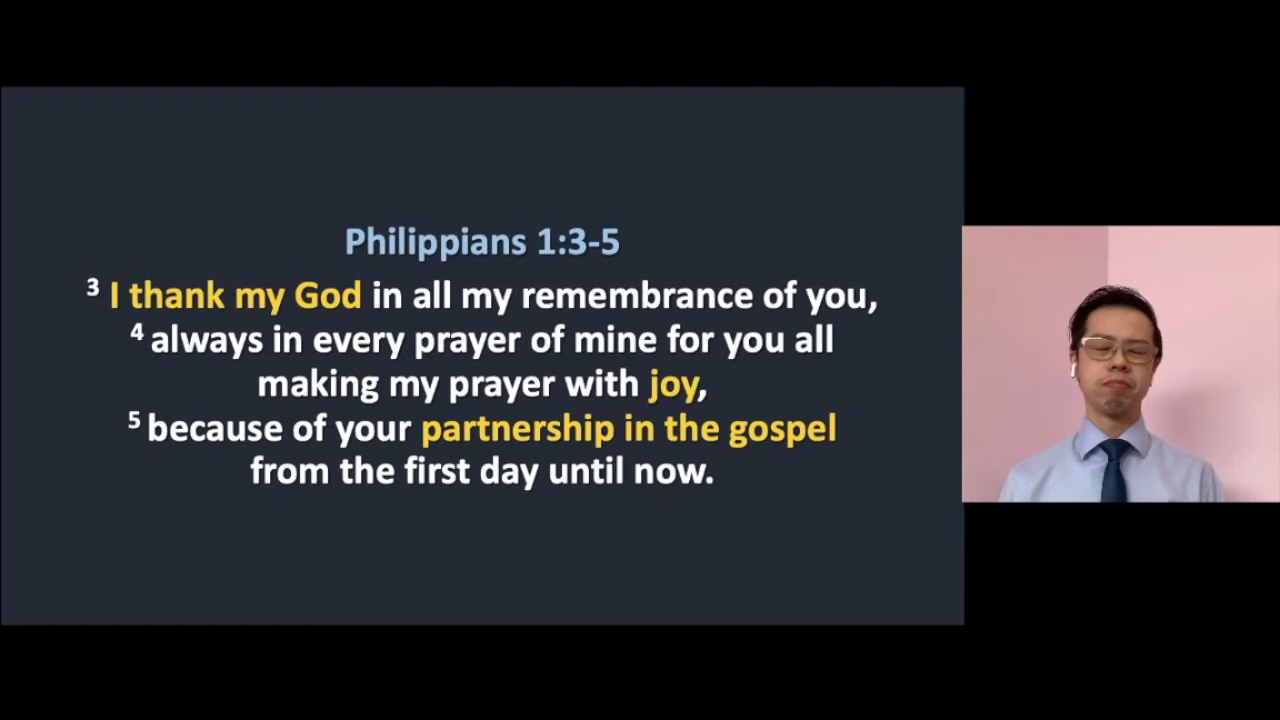 Philippians 1:3-5
3 I thank my God in all my remembrance of you,
4 always in every prayer of mine for you all
making my prayer with joy,
5 because of your partnership in the gospel
from the first day until now.